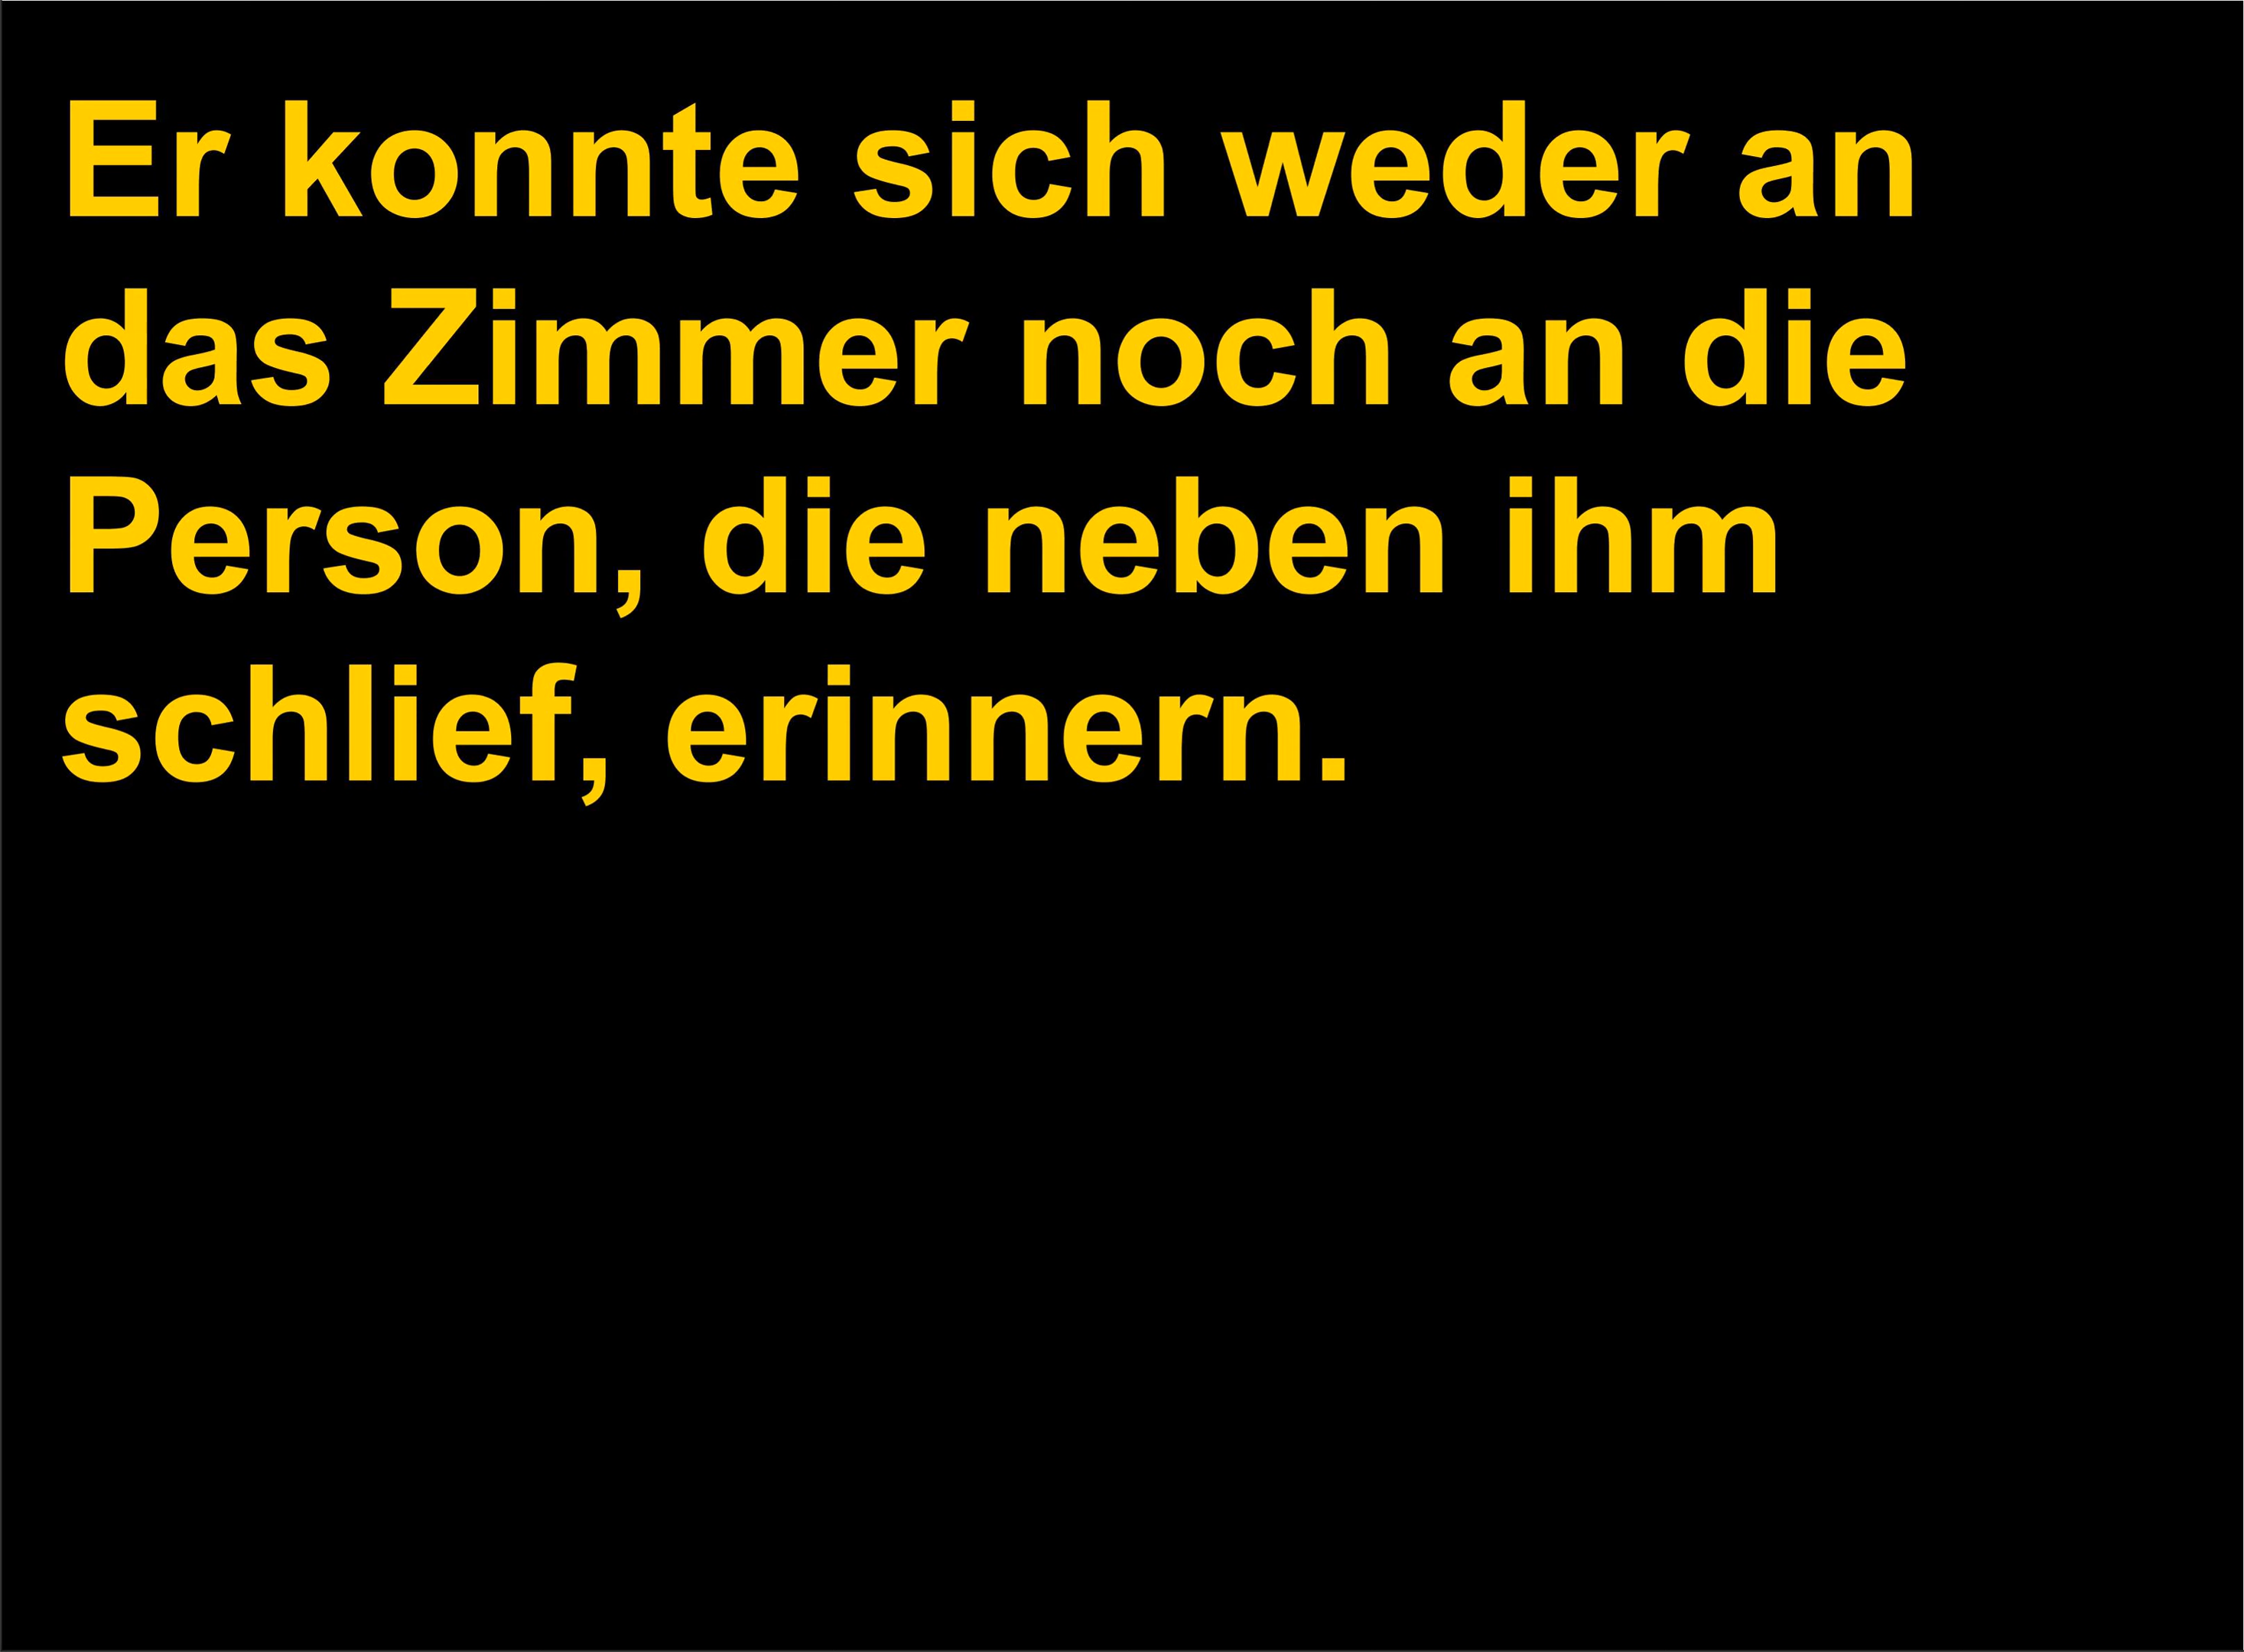 Er konnte sich weder an
das Zimmer noch an die
Person, die neben ihm
schlief, erinnern.